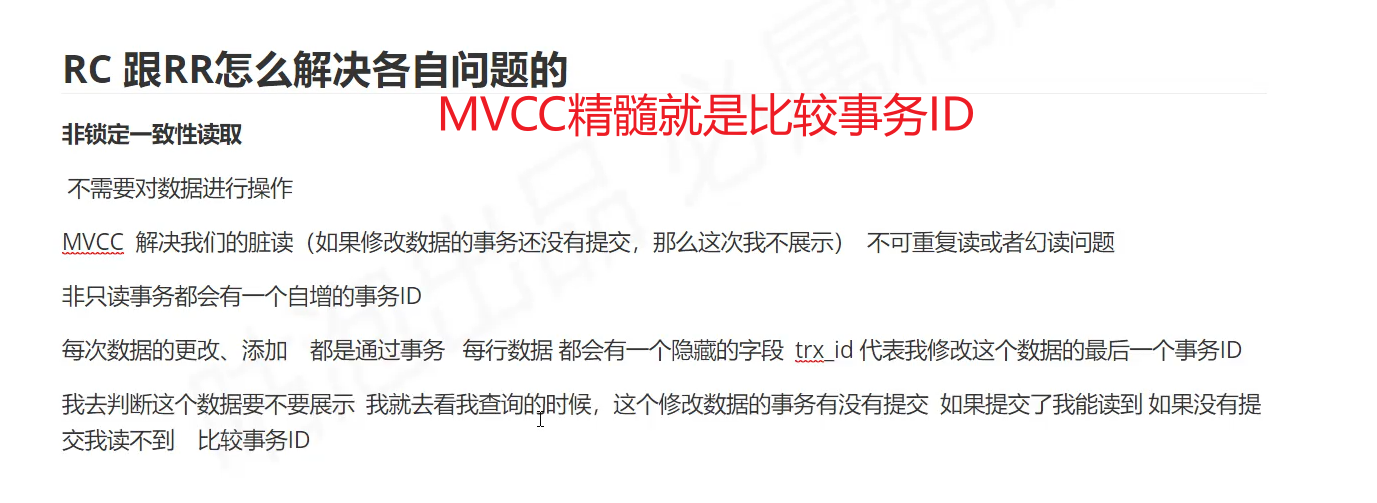 RC 跟RR怎么解决各自问题的
MVCC精髓就是比较事务ID
非锁定一致性读取
不需要对数据进行操作
MVCC 解决我们的脏读（如果修改数据的事务还没有提交，那么这次我不展示） 不可重复读或者幻读问题
非只读事务都会有一个自增的事务ID
每次数据的更改、添加 都是通过事务 每行数据 都会有一个隐藏的字段 trx_id 代表我修改这个数据的最后一个事务ID
我去判断这个数据要不要展示 我就去看我查询的时候，这个修改数据的事务有没有提交 如果提交了我能读到 如果没有提
交我读不到 比较事务ID